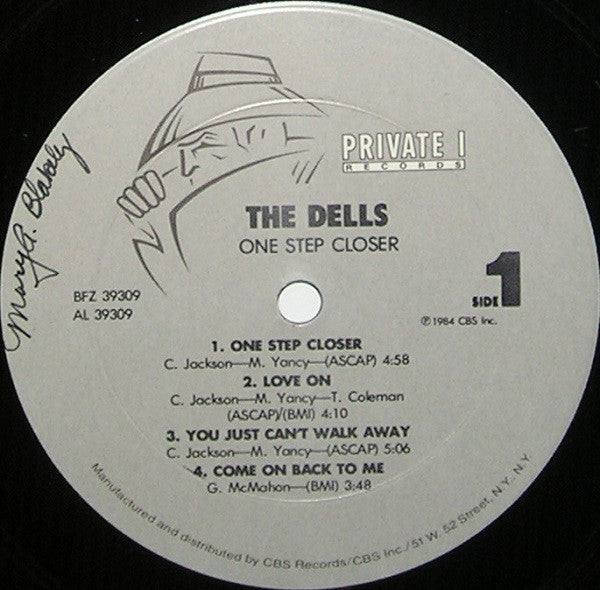 PRIVATE I
RECORDS
THE DELLS
ONE STEP CLOSER
Mary A. Blakely
BFZ 39309
AL 39309
SIDE 1
℗1984 CBS Inc.
1. ONE STEP CLOSER
C. Jackson—M. Yancy—(ASCAP) 4:58
2. LOVE ON
C. Jackson—M. Yancy—T. Coleman
(ASCAP)/(BMI) 4:10
3. YOU JUST CAN'T WALK AWAY
C. Jackson—M. Yancy—(ASCAP) 5:06
4. COME ON BACK TO ME
G. McMahon—(BMI) 3:48
Manufactured and distributed by CBS Records/CBS Inc./51 W. 52 Street, N.Y. N.Y.